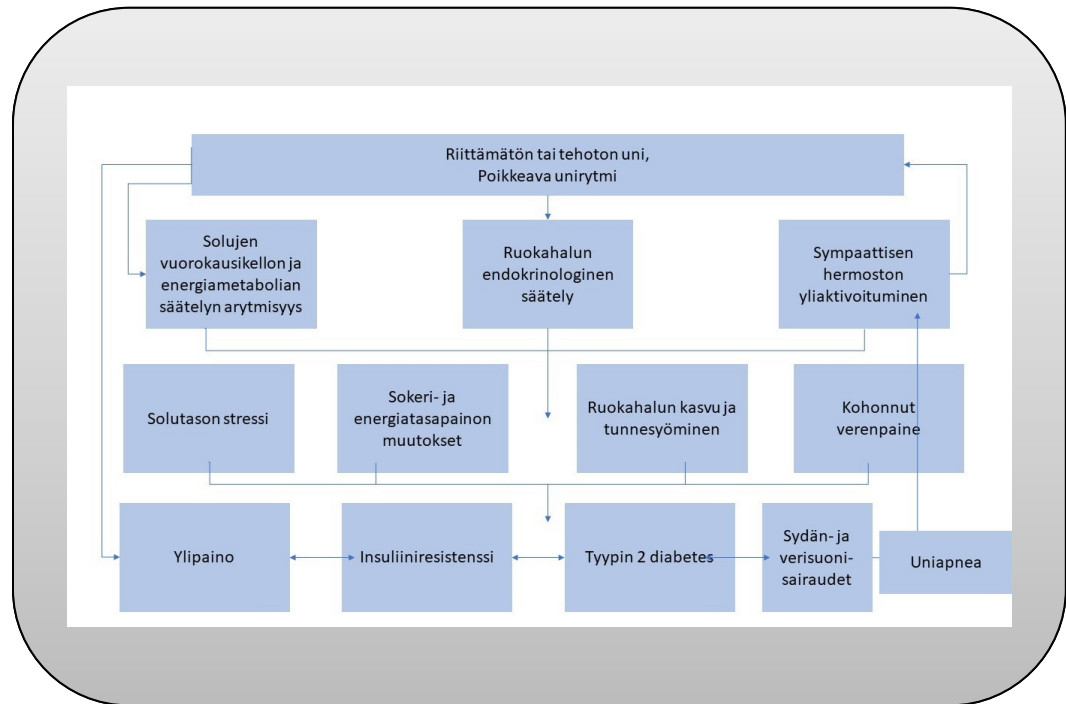 Riittämätön tai tehoton uni,
Poikkeava unirytmi
Solujen
vuorokausikellon ja
energiametabolian
säätelyn arytmisyys
Ruokahalun
endokrinologinen
säätely
Sympaattisen
hermoston
yliaktivoituminen
Solutason stressi
Sokeri- ja
energiatasapainon
muutokset
Ruokahalun kasvu ja
tunnesyöminen
Kohonnut
verenpaine
Ylipaino
Insuliiniresistenssi
Tyypin 2 diabetes
Sydän- ja
verisuoni-
sairaudet
Uniapnea